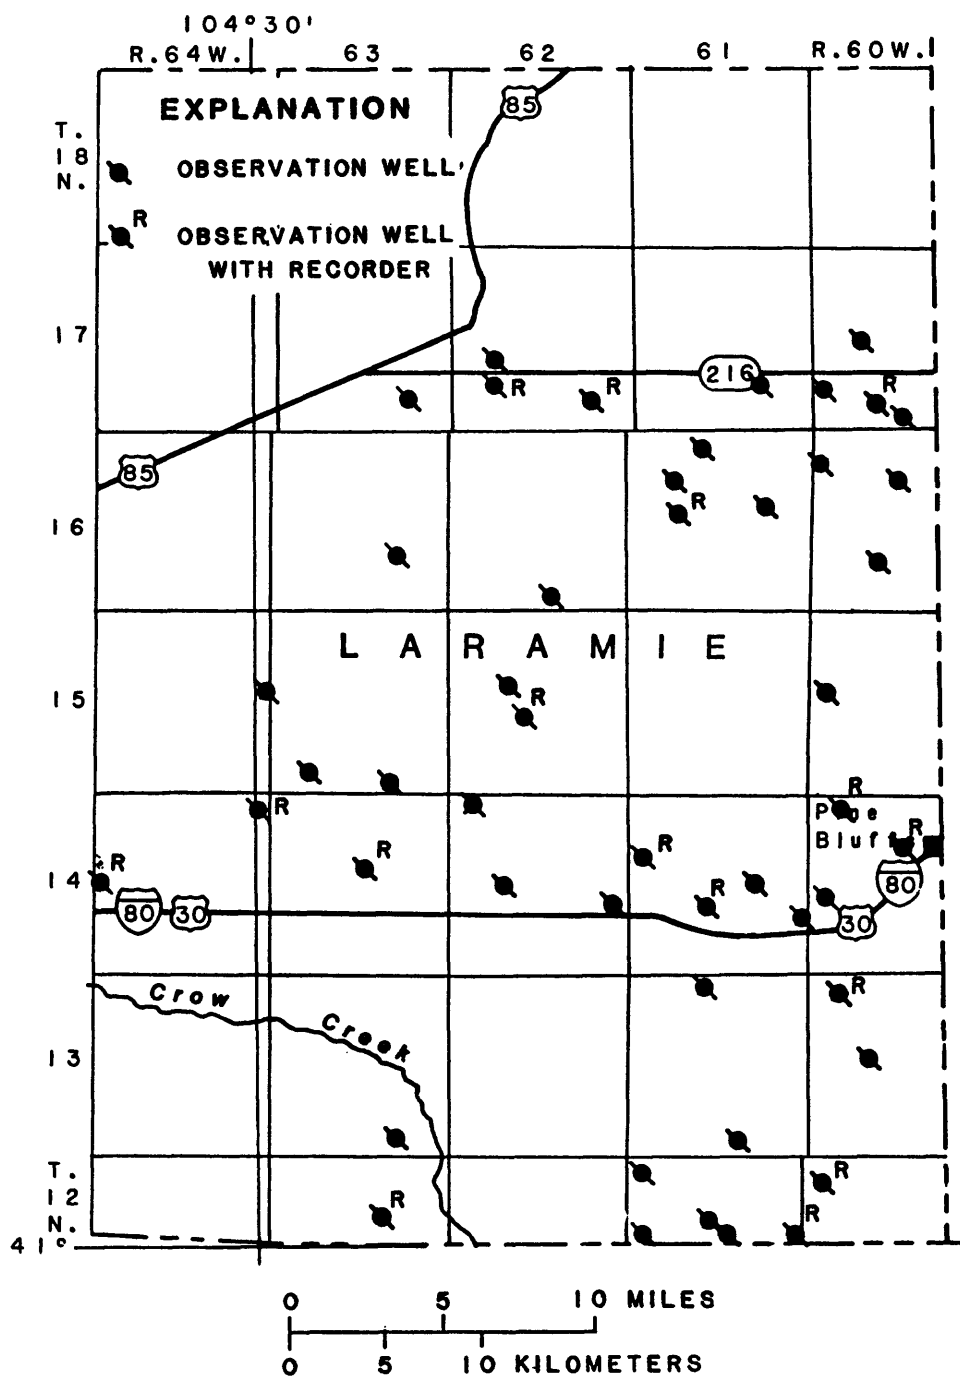 104°30'
R.64W. 63 62 61 R.60W.
EXPLANATION
85
T.
18
N.
OBSERVATION WELL
R
OBSERVATION WELL
WITH RECORDER
17
216
R
R
R
85
R
16
LARAMIE
15
R
R
R
Pine
Bluff
R
R
R
14
R
R
80
80 30
30
Crow
Creek
R
13
T.
12
N.
R
R
R
41°
0 5 10 MILES
0 5 10 KILOMETERS